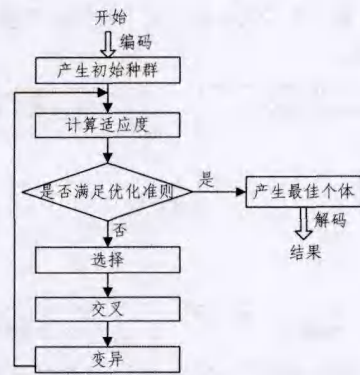 开始
编码
产生初始种群
计算适应度
是否满足优化准则
是
产生最佳个体
解码
结果
否
选择
交叉
变异